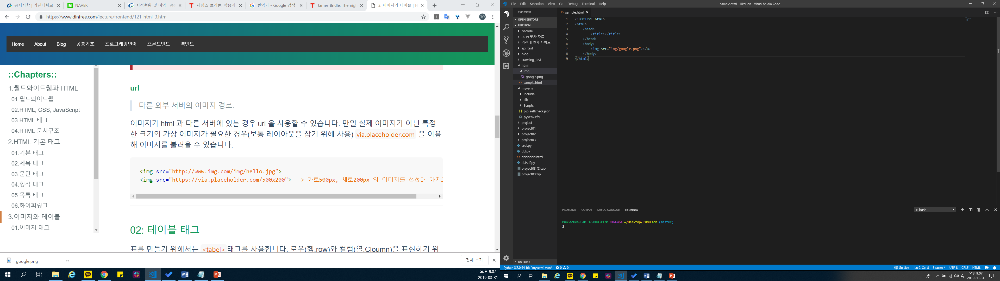 공지사항 | 가천대학교
NAVER
좌석현황 및 예약 | 중앙
제임스 브리들: 악몽과
번역기 - Google 검색
James Bridle: The nigh
3. 이미지와 테이블 | H
https://www.dinfree.com/lecture/frontend/121_html_3.html
TO
Home
About
Blog
공통기초
프로그래밍언어
프론트엔드
백엔드
::Chapters::
1.월드와이드웹과 HTML
01.월드와이드웹
02.HTML, CSS, JavaScript
03.HTML 태그
04.HTML 문서구조
2.HTML 기본 태그
01.기본 태그
02.제목 태그
03.문단 태그
04.형식 태그
05.목록 태그
06.하이퍼링크
3.이미지와 테이블
01.이미지 태그
url
다른 외부 서버의 이미지 경로.
이미지가 html 과 다른 서버에 있는 경우 url 을 사용할 수 있습니다. 만일 실제 이미지가 아닌 특정
한 크기의 가상 이미지가 필요한 경우(보통 레이아웃을 잡기 위해 사용) via.placeholder.com 을 이용
해 이미지를 불러올 수 있습니다.
<img src="http://www.img.com/img/hello.jpg">
<img src="https://via.placeholder.com/500x200"> -> 가로500px, 세로200px 의 이미지를 생성해 가지고
02: 테이블 태그
표를 만들기 위해서는 <tabel> 태그를 사용합니다. 로우(행,row)와 컬럼(열,Cloumn)을 표현하기 위
google.png
전체 보기
오후 9:07
2019-03-31
File Edit Selection View Go Debug Terminal Help
sample.html - LikeLion - Visual Studio Code
EXPLORER
OPEN EDITORS
LIKELION
.vscode
2019 멋사 자료
가천대 멋사 사이트
api_test
blog
crawling_test
html
img
google.png
sample.html
myvenv
Include
Lib
Scripts
pip-selfcheck.json
pyvenv.cfg
project
project01
project02
project03
crol.py
dd.py
ddddddd.html
dsfsdf.py
project03 (2).zip
project03.zip
OUTLINE
sample.html
1 <!DOCTYPE html>
2 <html>
3 <head>
4 <title></title>
5 </head>
6 <body>
7 <img src="img/google.png"></a>
8 </body>
9 </html>
PROBLEMS OUTPUT DEBUG CONSOLE TERMINAL
1: bash
MunSeoHee@LAPTOP-BH83117P MINGW64 ~/Desktop/LikeLion (master)
$
Python 3.7.0 64-bit ('myvenv': venv) 0 0
Go Live Ln 9, Col 8 Spaces: 4 UTF-8 CRLF HTML
A
오후 9:07
2019-03-31